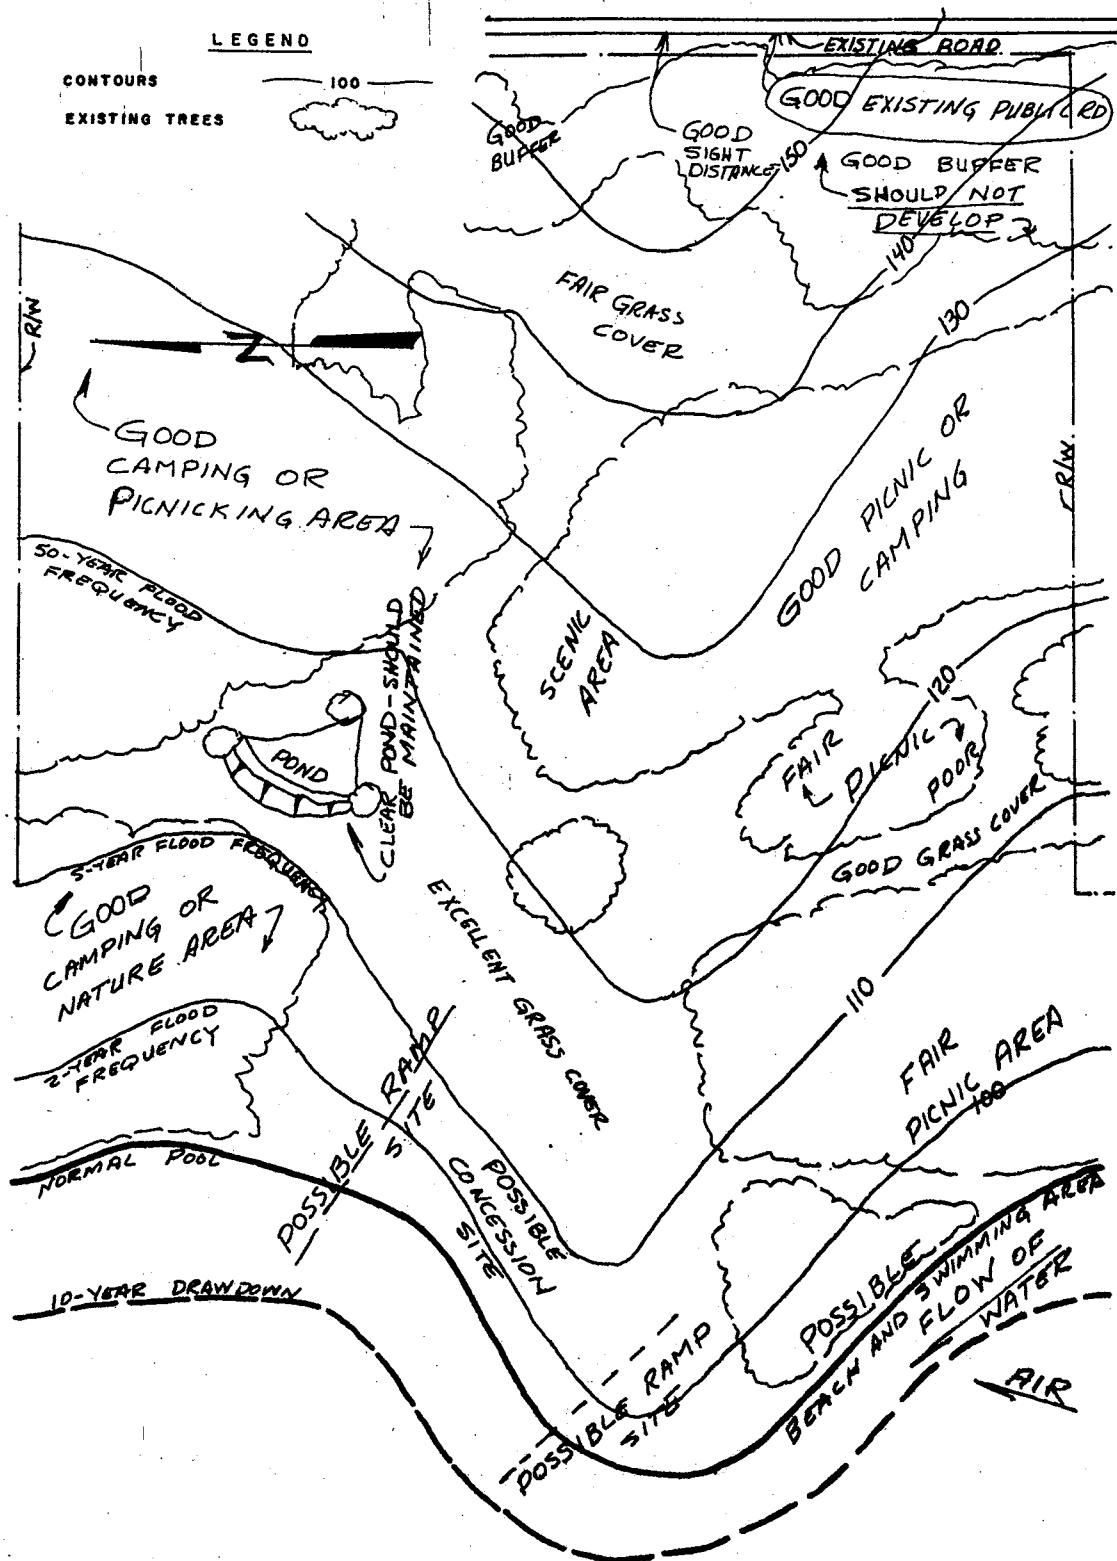 LEGEND
CONTOURS
100
EXISTING TREES
EXISTING ROAD
GOOD EXISTING PUBLIC RD
GOOD
BUFFER
GOOD
SIGHT
DISTANCE
150
GOOD BUFFER
SHOULD NOT
DEVELOP
140
130
R/W
N
FAIR GRASS
COVER
GOOD
CAMPING OR
PICNICKING AREA
GOOD PICNIC OR
CAMPING
R/W
50-YEAR FLOOD
FREQUENCY
CLEAR POND-SHOULD
BE MAINTAINED
SCENIC
AREA
120
POND
FAIR
PICNIC
POOR
GOOD GRASS COVER
5-YEAR FLOOD FREQUENCY
GOOD
CAMPING OR
NATURE AREA
EXCELLENT GRASS COVER
110
2-YEAR FLOOD
FREQUENCY
POSSIBLE RAMP
SITE
FAIR
PICNIC AREA
100
NORMAL POOL
POSSIBLE
CONCESSION
SITE
10-YEAR DRAWDOWN
POSSIBLE
BEACH AND SWIMMING AREA
FLOW OF
WATER
AIR
POSSIBLE RAMP
SITE